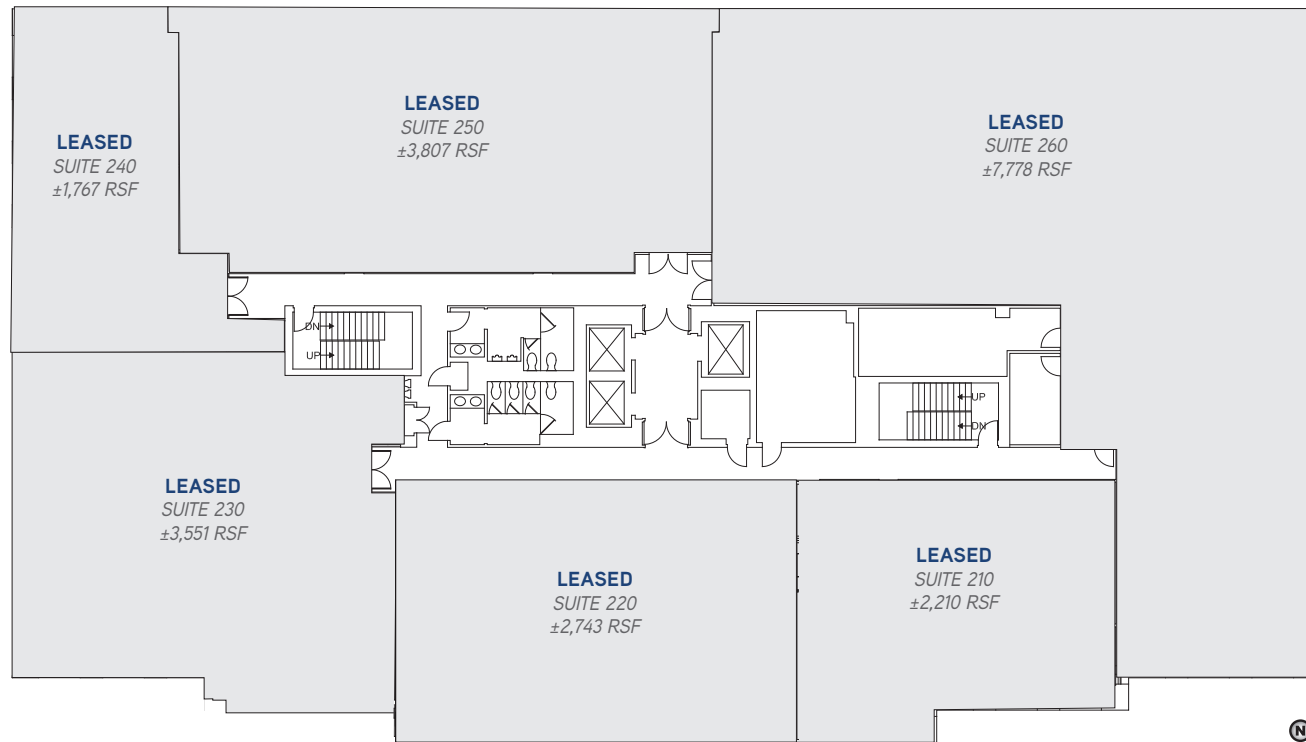 LEASED
SUITE 250
±3,807 RSF
LEASED
SUITE 260
±7,778 RSF
LEASED
SUITE 240
±1,767 RSF
DN
UP
UP
DN
LEASED
SUITE 230
±3,551 RSF
LEASED
SUITE 220
±2,743 RSF
LEASED
SUITE 210
±2,210 RSF
N